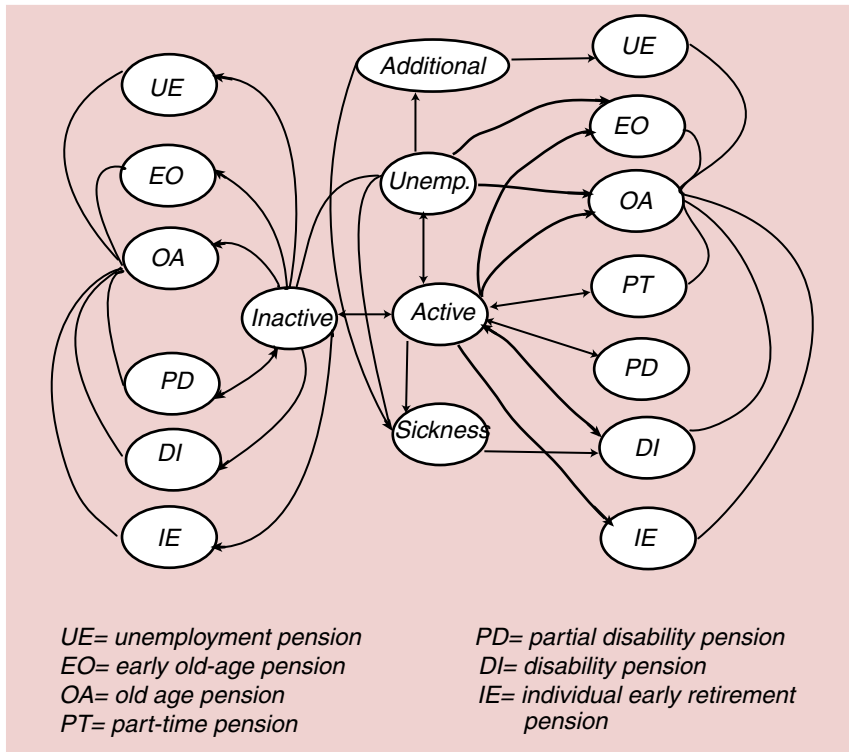 UE
Additional
UE
EO
Unemp.
EO
OA
OA
Inactive
Active
PT
PD
PD
Sickness
DI
DI
IE
IE
UE= unemployment pension
EO= early old-age pension
OA= old age pension
PT= part-time pension
PD= partial disability pension
DI= disability pension
IE= individual early retirement
pension